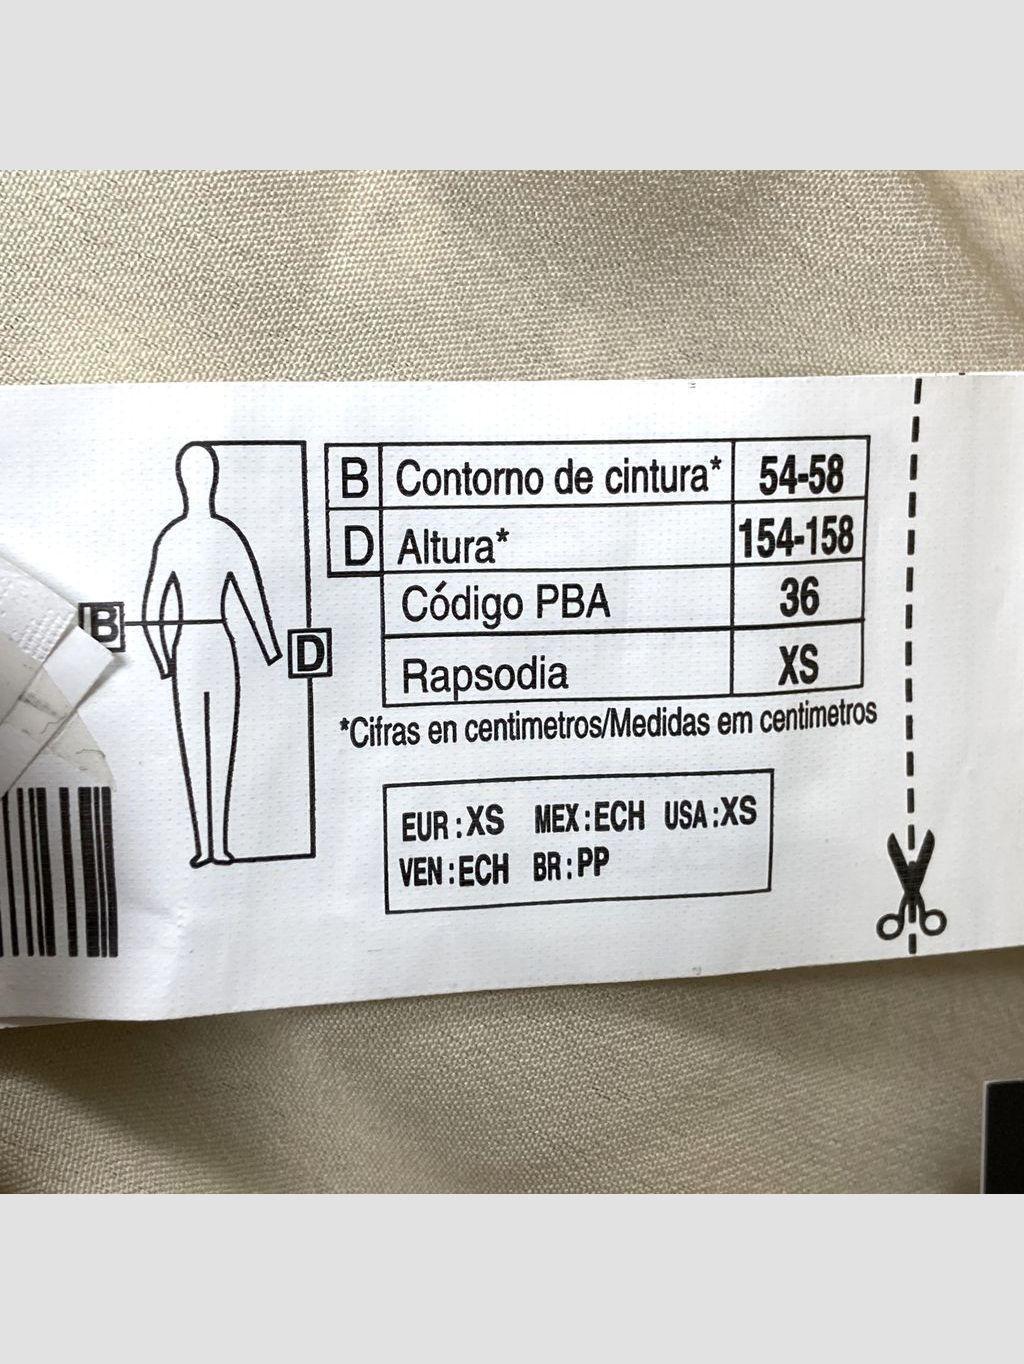 B Contorno de cintura* 54-58
D Altura* 154-158
Código PBA 36
Rapsodia XS
*Cifras en centimetros/Medidas em centimetros
B
D
EUR:XS MEX:ECH USA:XS
VEN:ECH BR:PP